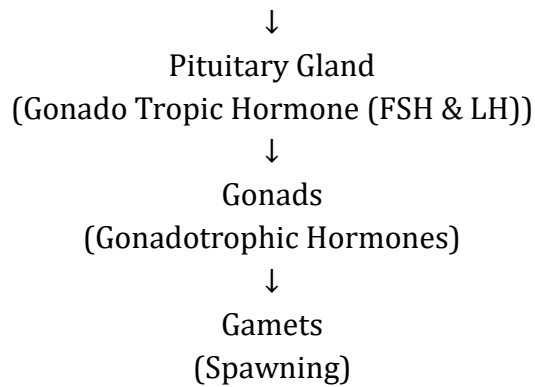 ↓
Pituitary Gland
(Gonado Tropic Hormone (FSH & LH))
↓
Gonads
(Gonadotrophic Hormones)
↓
Gamets
(Spawning)